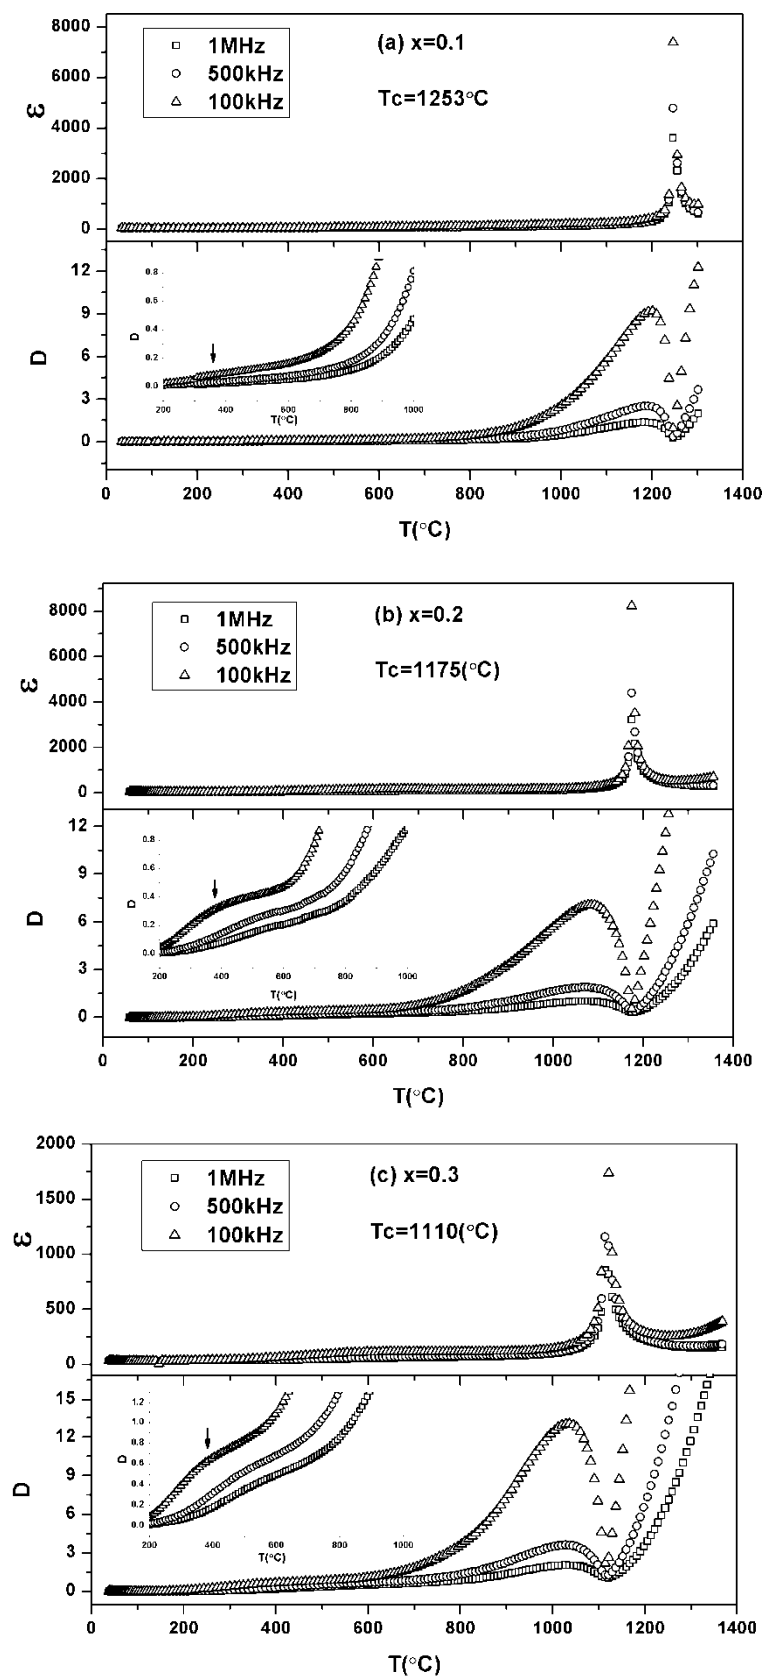 8000
6000
4000
2000
0
ε
1MHz
500kHz
100kHz
(a) x=0.1
Tc=1253°C
12
9
6
3
0
D
0.8
0.6
0.4
0.2
0.0
D
200 400 600 800 1000
T(°C)
0 200 400 600 800 1000 1200 1400
T(°C)
8000
6000
4000
2000
0
ε
1MHz
500kHz
100kHz
(b) x=0.2
Tc=1175(°C)
12
9
6
3
0
D
0.8
0.6
0.4
0.2
0.0
D
200 400 600 800 1000
T(°C)
0 200 400 600 800 1000 1200 1400
T(°C)
2000
1500
1000
500
0
ε
1MHz
500kHz
100kHz
(c) x=0.3
Tc=1110(°C)
15
12
9
6
3
0
D
1.2
1.0
0.8
0.6
0.4
0.2
0.0
D
200 400 600 800 1000
T(°C)
0 200 400 600 800 1000 1200 1400
T(°C)